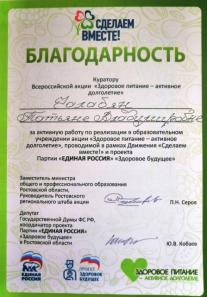 СДЕЛАЕМ
ВМЕСТЕ!
БЛАГОДАРНОСТЬ
Куратору
Всероссийской акции «Здоровое питание – активное
долголетие»
Чалабян
Татьяне Владимировне
за активную работу по реализации в образовательном
учреждении акции «Здоровое питание – активное
долголетие», проводимой в рамках Движения «Сделаем
вместе!» и проекта
Партии «ЕДИНАЯ РОССИЯ» «Здоровое будущее»
Заместитель министра
общего и профессионального образования
Ростовской области,
Руководитель Ростовского
регионального штаба акции
П.Н. Серов
Депутат
Государственной Думы ФС РФ,
координатор проекта
Партии «ЕДИНАЯ РОССИЯ»
«Здоровое будущее»
в Ростовской области
Ю.В. Кобзев
ЕДИНАЯ РОССИЯ
ЗДОРОВОЕ
БУДУЩЕЕ
ЗДОРОВОЕ ПИТАНИЕ
– АКТИВНОЕ ДОЛГОЛЕТИЕ